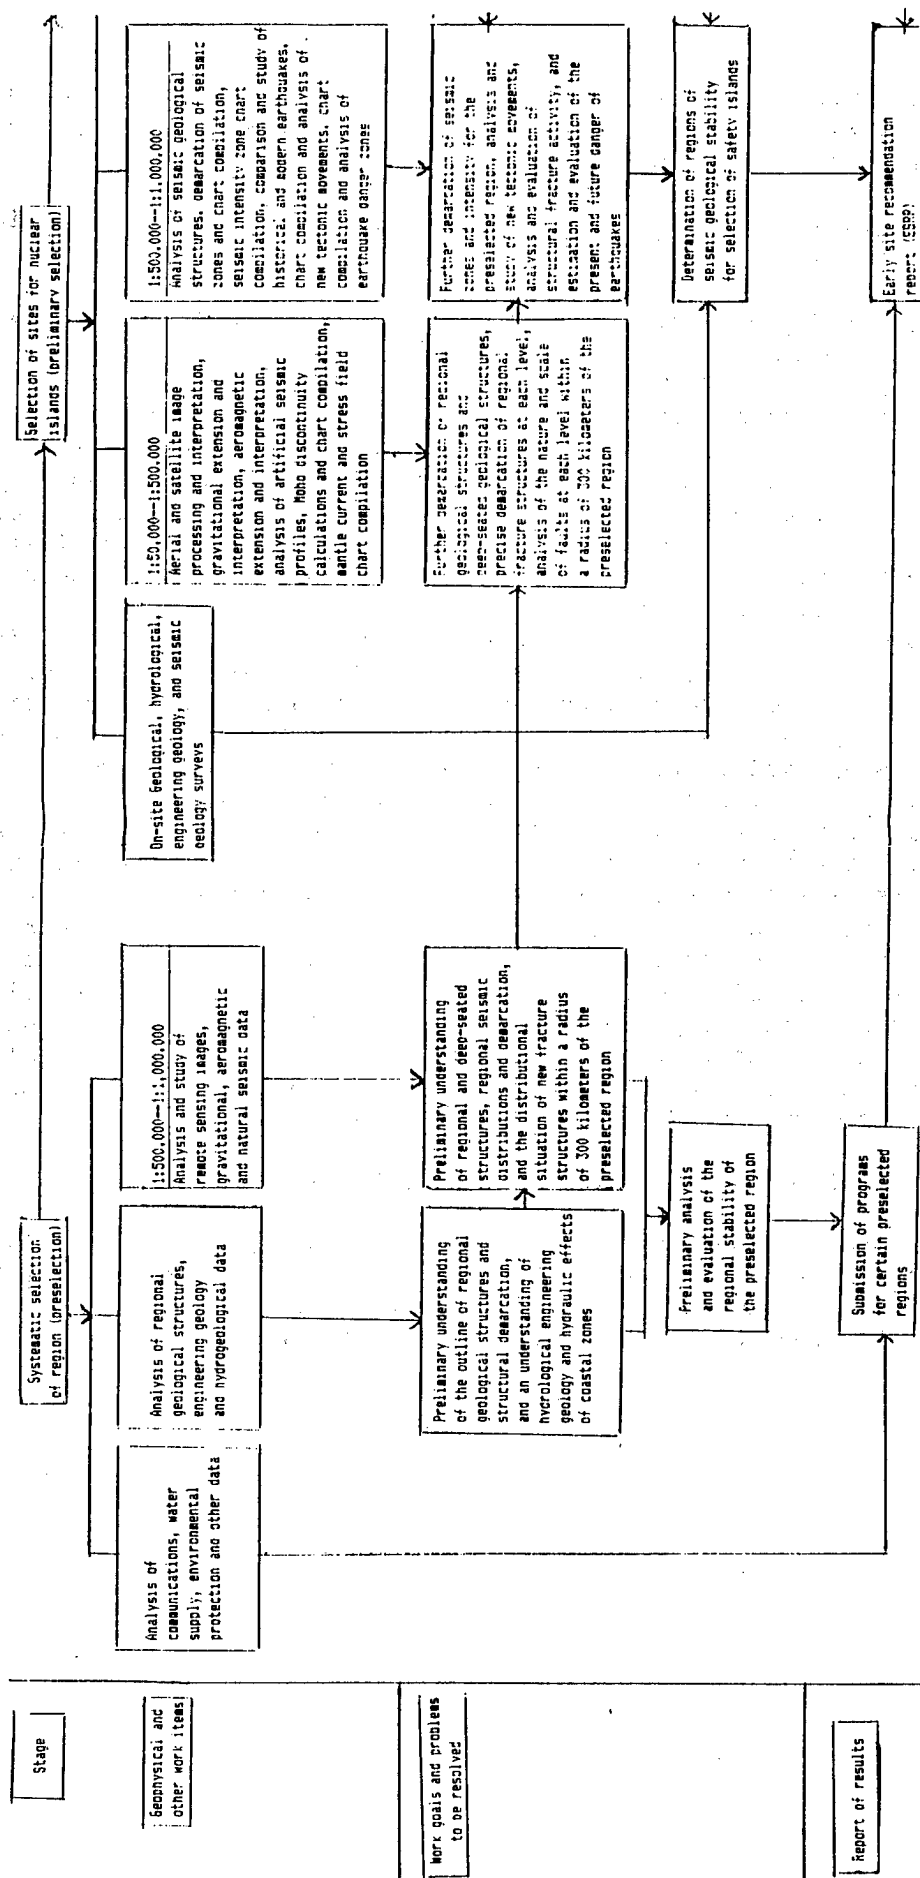 Stage
Geophysical and
other work items
Work goals and problems
to be resolved
Report of results
Systematic selection
of region (preselection)
Analysis of
communications, water
supply, environmental
protection and other data
Analysis of regional
geological structures,
engineering geology
and hydrogeological data
1:500,000--1:1,000,000
Analysis and study of
remote sensing images,
gravitational, aeromagnetic
and natural seismic data
Preliminary understanding
of the outline of regional
geological structures and
structural demarcation,
and an understanding of
hydrological engineering
geology and hydraulic effects
of coastal zones
Preliminary understanding
of regional and deep-seated
structures, regional seismic
distributions and demarcation,
and the distributional
situation of new fracture
structures within a radius
of 300 kilometers of the
preselected region
Preliminary analysis
and evaluation of the
regional stability of
the preselected region
Submission of programs
for certain preselected
regions
Selection of sites for nuclear
islands (preliminary selection)
On-site Geological, hydrological,
engineering geology, and seismic
geology surveys
1:50,000--1:500,000
Aerial and satellite image
processing and interpretation,
gravitational extension and
interpretation, aeromagnetic
extension and interpretation,
analysis of artificial seismic
profiles, Moho discontinuity
calculations and chart compilation,
mantle current and stress field
chart compilation
1:500,000--1:1,000,000
Analysis of seismic geological
structures, demarcation of seismic
zones and chart compilation,
seismic intensity zone chart
compilation, comparison and study of
historical and modern earthquakes,
chart compilation and analysis of
new tectonic movements, chart
compilation and analysis of
earthquake danger zones
Further demarcation of regional
geological structures and
deep-seated geological structures,
precise demarcation of regional
fracture structures at each level,
analysis of the nature and scale
of faults at each level within
a radius of 300 kilometers of the
preselected region
Further demarcation of seismic
zones and intensity for the
preselected region, analysis and
study of new tectonic movements,
analysis and evaluation of
structural fracture activity, and
estimation and evaluation of the
present and future danger of
earthquakes
Determination of regions of
seismic geological stability
for selection of safety islands
Early site recommendation
report (ESRP)